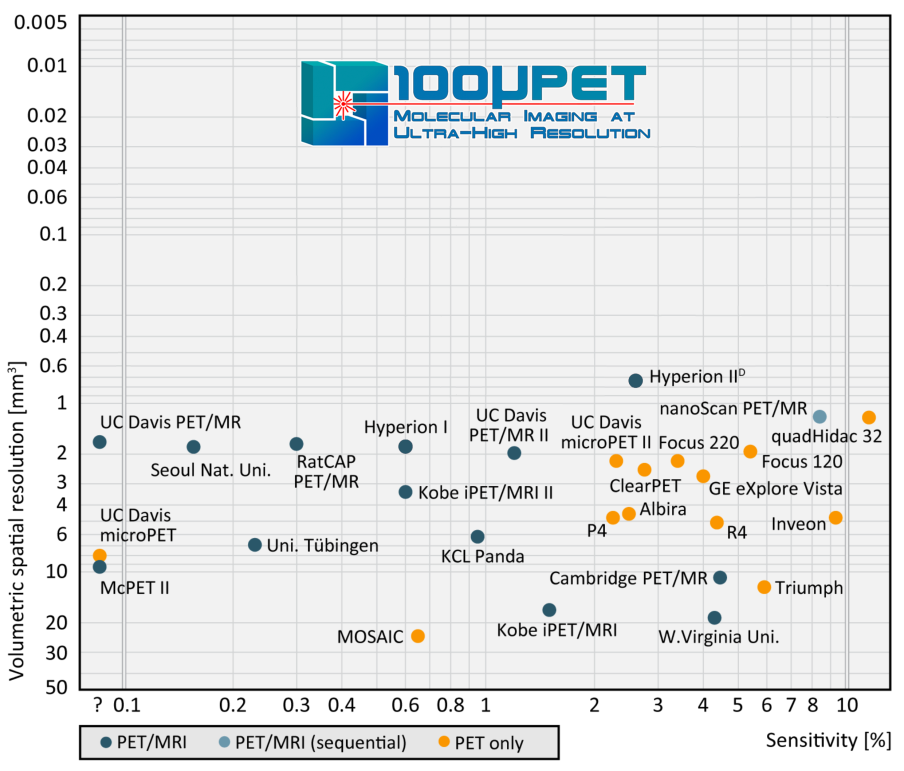 0.005
0.01
0.02
0.03
0.04
0.06
0.1
0.2
0.3
0.4
0.6
1
2
3
4
6
10
20
30
50
Volumetric spatial resolution [mm³]
100µPET
Molecular Imaging at
Ultra-High Resolution
Hyperion IIᴰ
nanoScan PET/MR
quadHidac 32
UC Davis PET/MR
Seoul Nat. Uni.
RatCAP
PET/MR
Hyperion I
UC Davis
PET/MR II
UC Davis
microPET II
Focus 220
Focus 120
ClearPET
GE eXplore Vista
Kobe iPET/MRI II
Albira
P4
R4
Inveon
UC Davis
microPET
McPET II
Uni. Tübingen
KCL Panda
Cambridge PET/MR
Triumph
Kobe iPET/MRI
W.Virginia Uni.
MOSAIC
? 0.1 0.2 0.3 0.4 0.6 0.8 1 2 3 4 5 6 7 8 10
Sensitivity [%]
PET/MRI PET/MRI (sequential) PET only